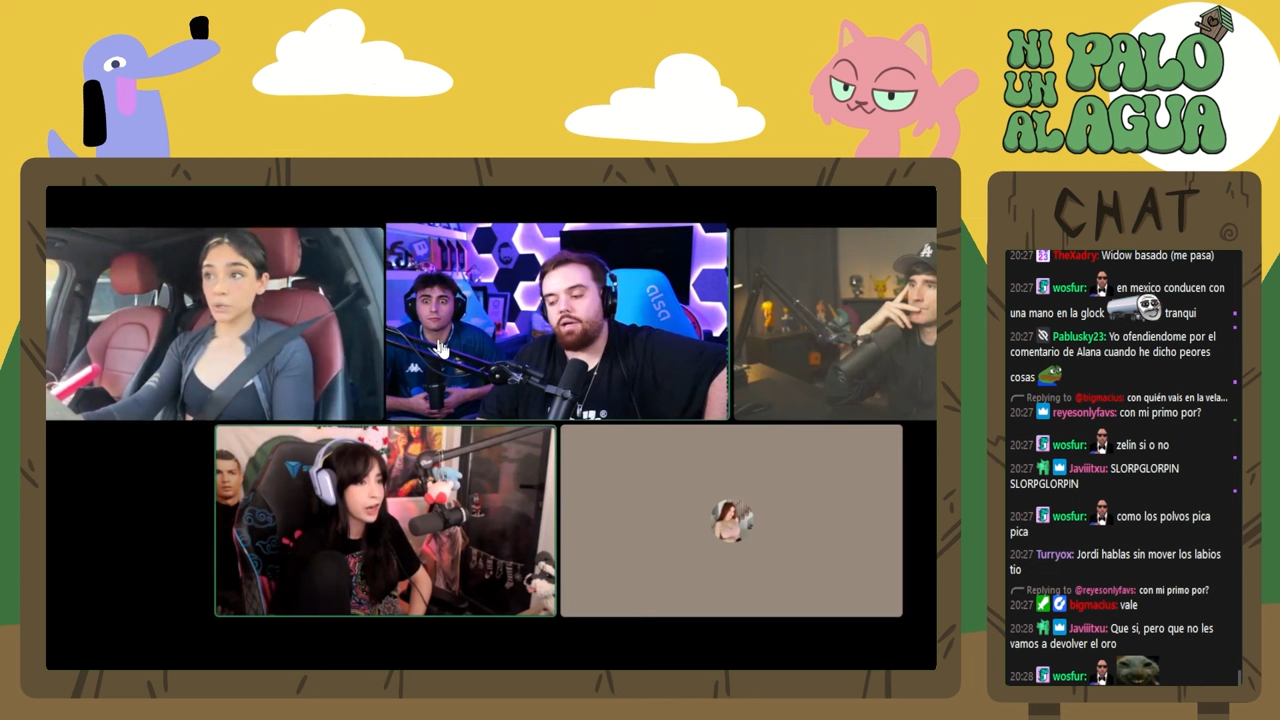 NI
UN
AL
PALO
AGUA
CHAT
alsa
20:27 TheXadry: Widow basado (me pasa)
20:27 wosfur: en mexico conducen con
una mano en la glock tranqui
20:27 Pablusky23: Yo ofendiendome por el
comentario de Alana cuando he dicho peores
cosas
Replying to @bigmacius: con quién vais en la vela...
20:27 reyesonlyfavs: con mi primo por?
20:27 wosfur: zelin si o no
20:27 Javiiitxu: SLORPGLORPIN
SLORPGLORPIN
20:27 wosfur: como los polvos pica
pica
20:27 Turryox: Jordi hablas sin mover los labios
tio
Replying to @reyesonlyfavs: con mi primo por?
20:27 bigmacius: vale
20:28 Javiiitxu: Que si, pero que no les
vamos a devolver el oro
20:28 wosfur: